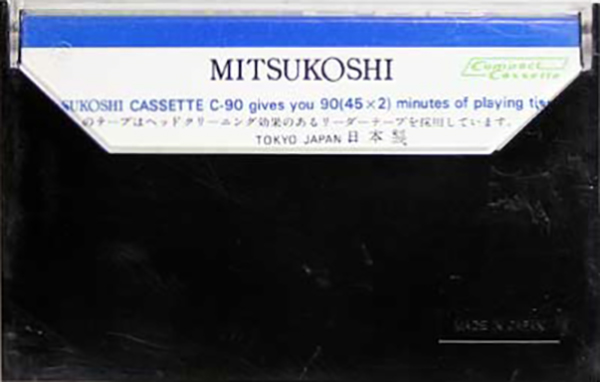 MITSUKOSHI
Compact
Cassette
SUKOSHI CASSETTE C-90 gives you 90(45×2) minutes of playing
のテープはヘッドクリーニング効果のあるリーダーテープを採用しています。
TOKYO JAPAN 日本製
MADE IN JAPAN